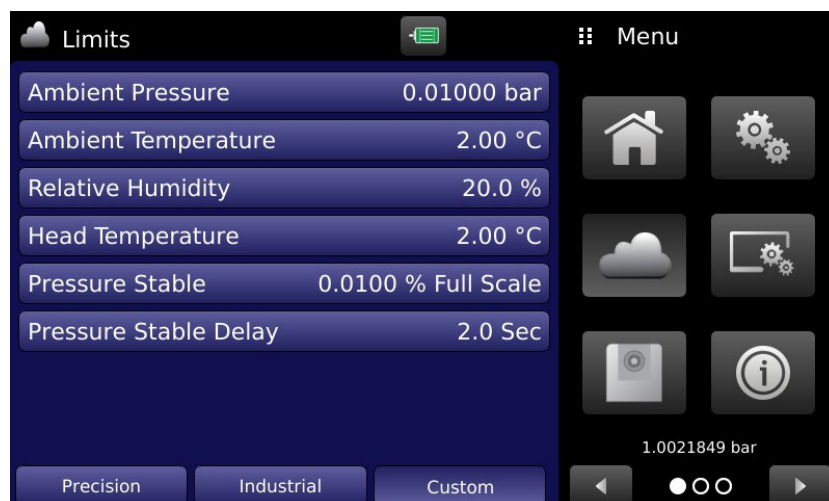 Limits
Menu
Ambient Pressure 0.01000 bar
Ambient Temperature 2.00 °C
Relative Humidity 20.0 %
Head Temperature 2.00 °C
Pressure Stable 0.0100 % Full Scale
Pressure Stable Delay 2.0 Sec
1.0021849 bar
Precision Industrial Custom